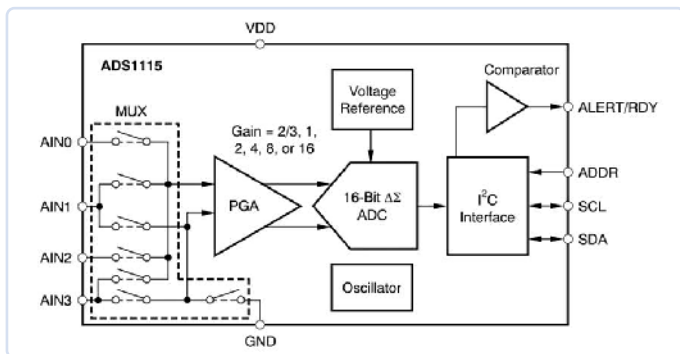 VDD
ADS1115
Comparator
MUX
Voltage
Reference
ALERT/RDY
Gain = 2/3, 1,
2, 4, 8, or 16
AIN0
ADDR
PGA
16-Bit ΔΣ
ADC
I²C
Interface
AIN1
SCL
SDA
AIN2
Oscillator
AIN3
GND